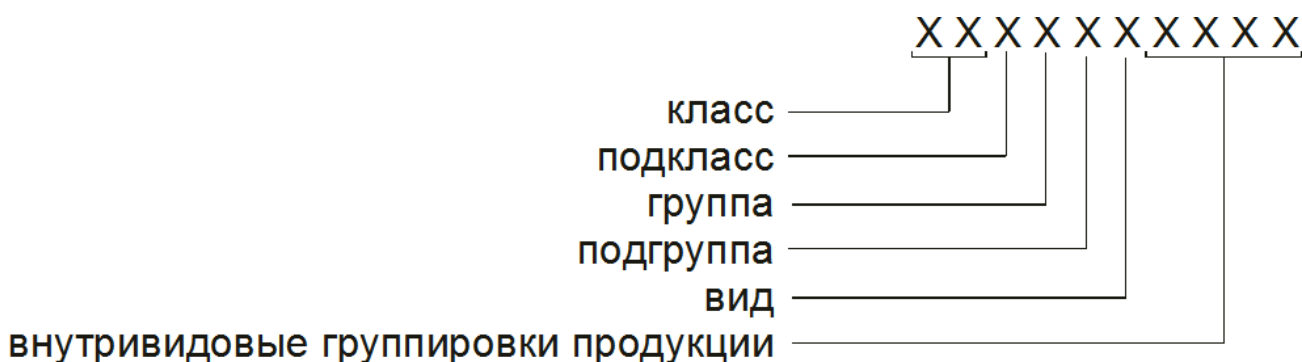 X X X X X X X X X X
класс
подкласс
группа
подгруппа
вид
внутривидовые группировки продукции